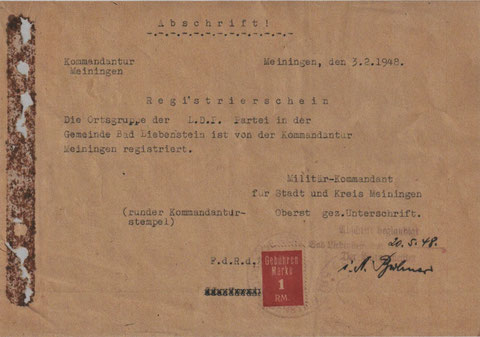 Abschrift!
Kommandantur Meiningen, den 3.2.1948.
Meiningen
Registrierschein
Die Ortsgruppe der L.D.P. Partei in der
Gemeinde Bad Liebenstein ist von der Kommandantur
Meiningen registriert.
Militär-Kommandant
für Stadt und Kreis Meiningen
(runder Kommandantur- Oberst gez.Unterschrift.
stempel)
20.5.48.
F.d.R.d.
i.A.
Gebühren
Marke
1
RM.